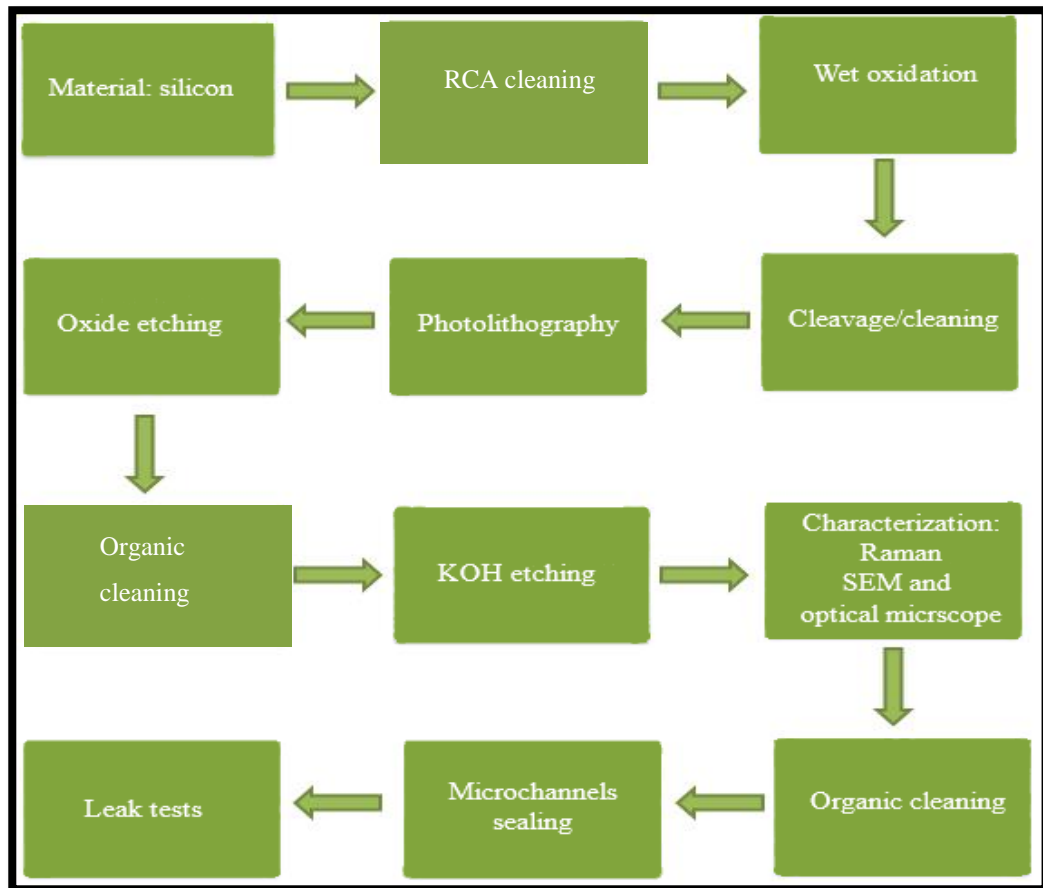 Material: silicon
RCA cleaning
Wet oxidation
Cleavage/cleaning
Photolithography
Oxide etching
Organic
cleaning
KOH etching
Characterization:
Raman
SEM and
optical micrscope
Organic cleaning
Microchannels
sealing
Leak tests